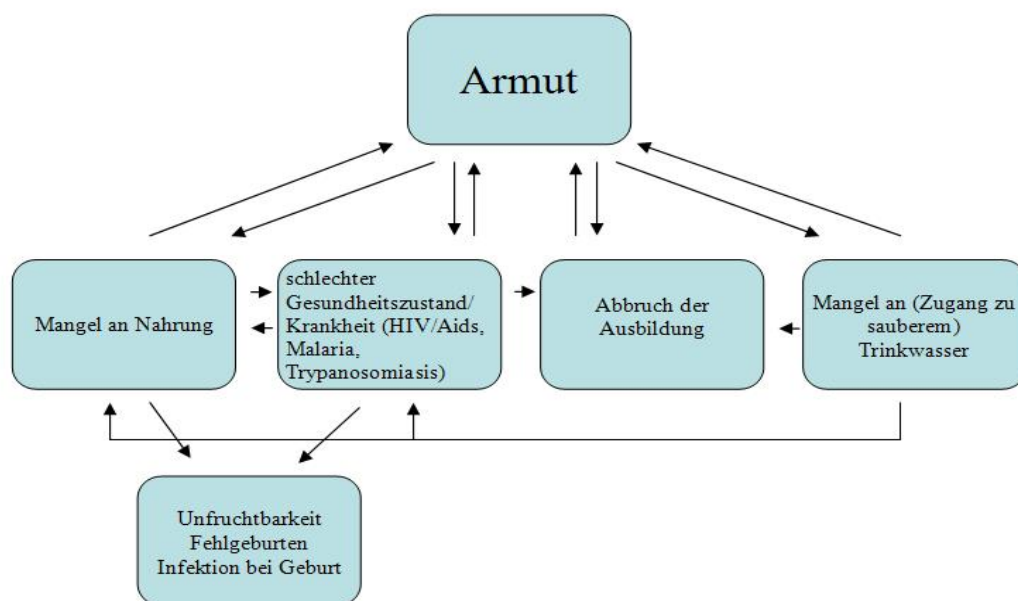 Armut
Mangel an Nahrung
schlechter
Gesundheitszustand/
Krankheit (HIV/Aids,
Malaria,
Trypanosomiasis)
Abbruch der
Ausbildung
Mangel an (Zugang zu
sauberem)
Trinkwasser
Unfruchtbarkeit
Fehlgeburten
Infektion bei Geburt